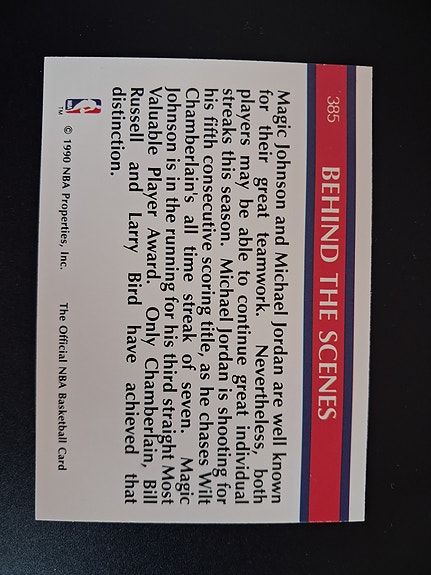 385 BEHIND THE SCENES
Magic Johnson and Michael Jordan are well known
for their great teamwork. Nevertheless, both
players may be able to continue great individual
streaks this season. Michael Jordan is shooting for
his fifth consecutive scoring title, as he chases Wilt
Chamberlain's all time streak of seven. Magic
Johnson is in the running for his third straight Most
Valuable Player Award. Only Chamberlain, Bill
Russell and Larry Bird have achieved that
distinction.
NBA TM © 1990 NBA Properties, Inc. The Official NBA Basketball Card